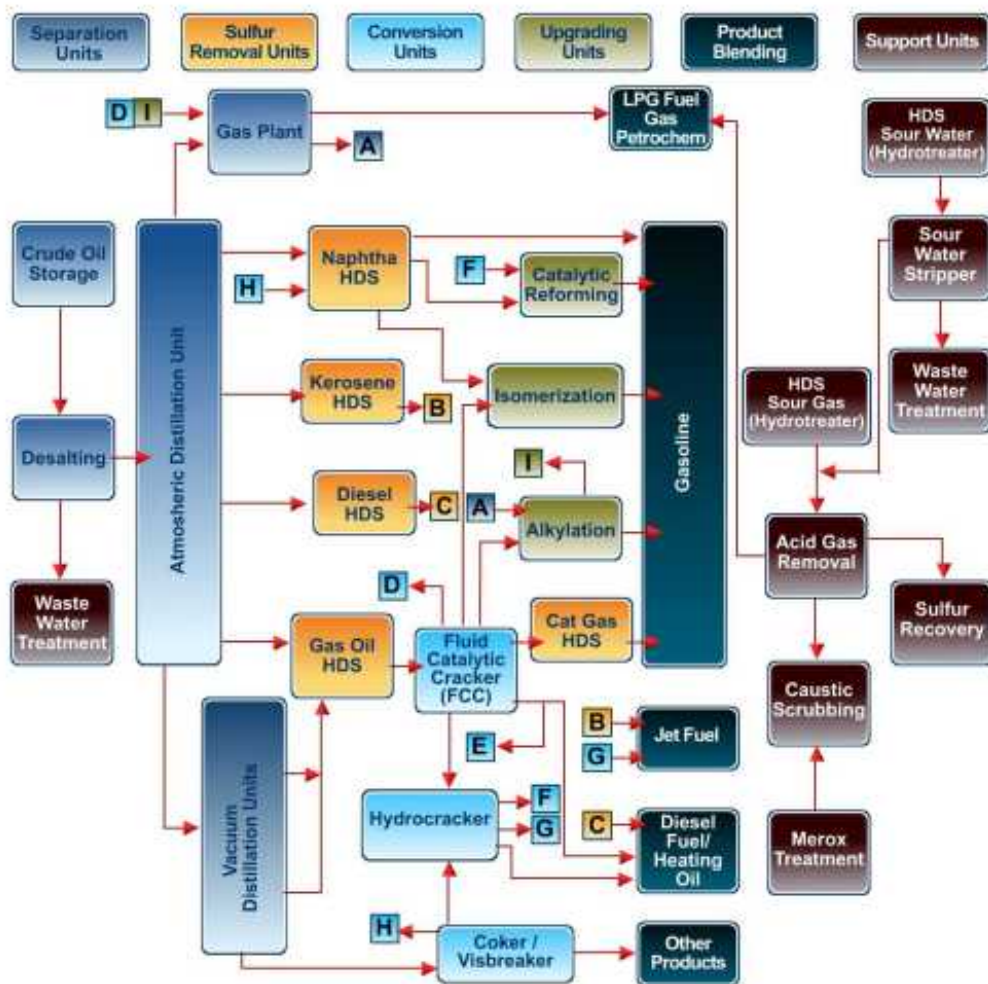 Separation
Units
Sulfur
Removal Units
Conversion
Units
Upgrading
Units
Product
Blending
Support Units
D
I
Gas Plant
A
LPG Fuel
Gas
Petrochem
HDS
Sour Water
(Hydrotreater)
Crude Oil
Storage
Atmosheric Distillation Unit
Naphtha
HDS
H
F
Catalytic
Reforming
Gasoline
Sour
Water
Stripper
Kerosene
HDS
B
Isomerization
HDS
Sour Gas
(Hydrotreater)
Waste
Water
Treatment
Desalting
Diesel
HDS
C
A
I
Alkylation
Acid Gas
Removal
Waste
Water
Treatment
D
Gas Oil
HDS
Fluid
Catalytic
Cracker
(FCC)
Cat Gas
HDS
Sulfur
Recovery
Caustic
Scrubbing
E
B
G
Jet Fuel
Vacuum
Distillation Units
Hydrocracker
F
G
C
Diesel
Fuel/
Heating
Oil
Merox
Treatment
H
Coker /
Visbreaker
Other
Products